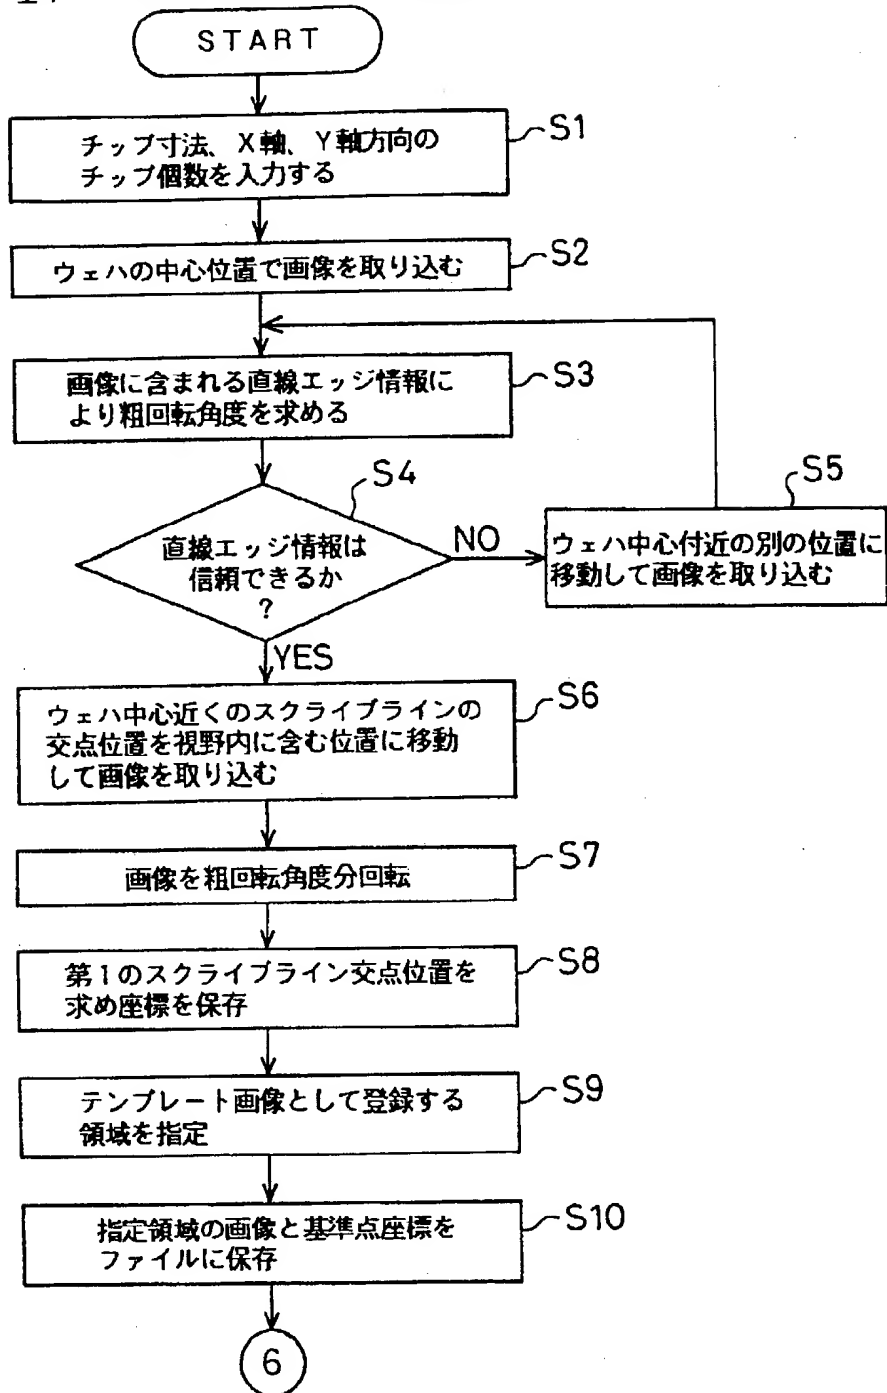 START
S1
チップ寸法、X軸、Y軸方向の
チップ個数を入力する
S2
ウェハの中心位置で画像を取り込む
S3
画像に含まれる直線エッジ情報に
より粗回転角度を求める
S4
直線エッジ情報は
信頼できるか
?
NO
S5
ウェハ中心付近の別の位置に
移動して画像を取り込む
YES
S6
ウェハ中心近くのスクライブラインの
交点位置を視野内に含む位置に移動
して画像を取り込む
S7
画像を粗回転角度分回転
S8
第1のスクライブライン交点位置を
求め座標を保存
S9
テンプレート画像として登録する
領域を指定
S10
指定領域の画像と基準点座標を
ファイルに保存
6